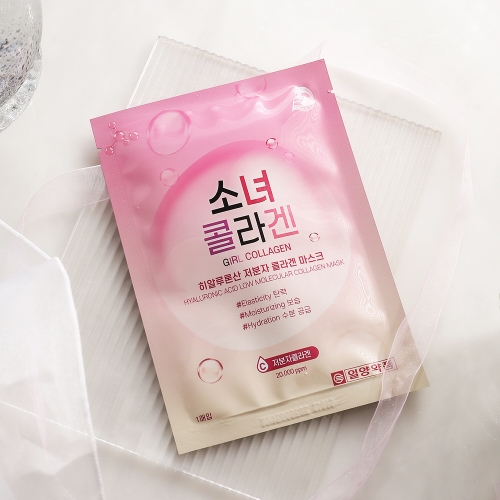 소녀
콜라겐
GIRL COLLAGEN
히알루론산 저분자 콜라겐 마스크
HYALURONIC ACID LOW MOLECULAR COLLAGEN MASK
#Elasticity 탄력
#Moisturizing 보습
#Hydration 수분 공급
C 저분자콜라겐
20,000 ppm
1매입
일양약품